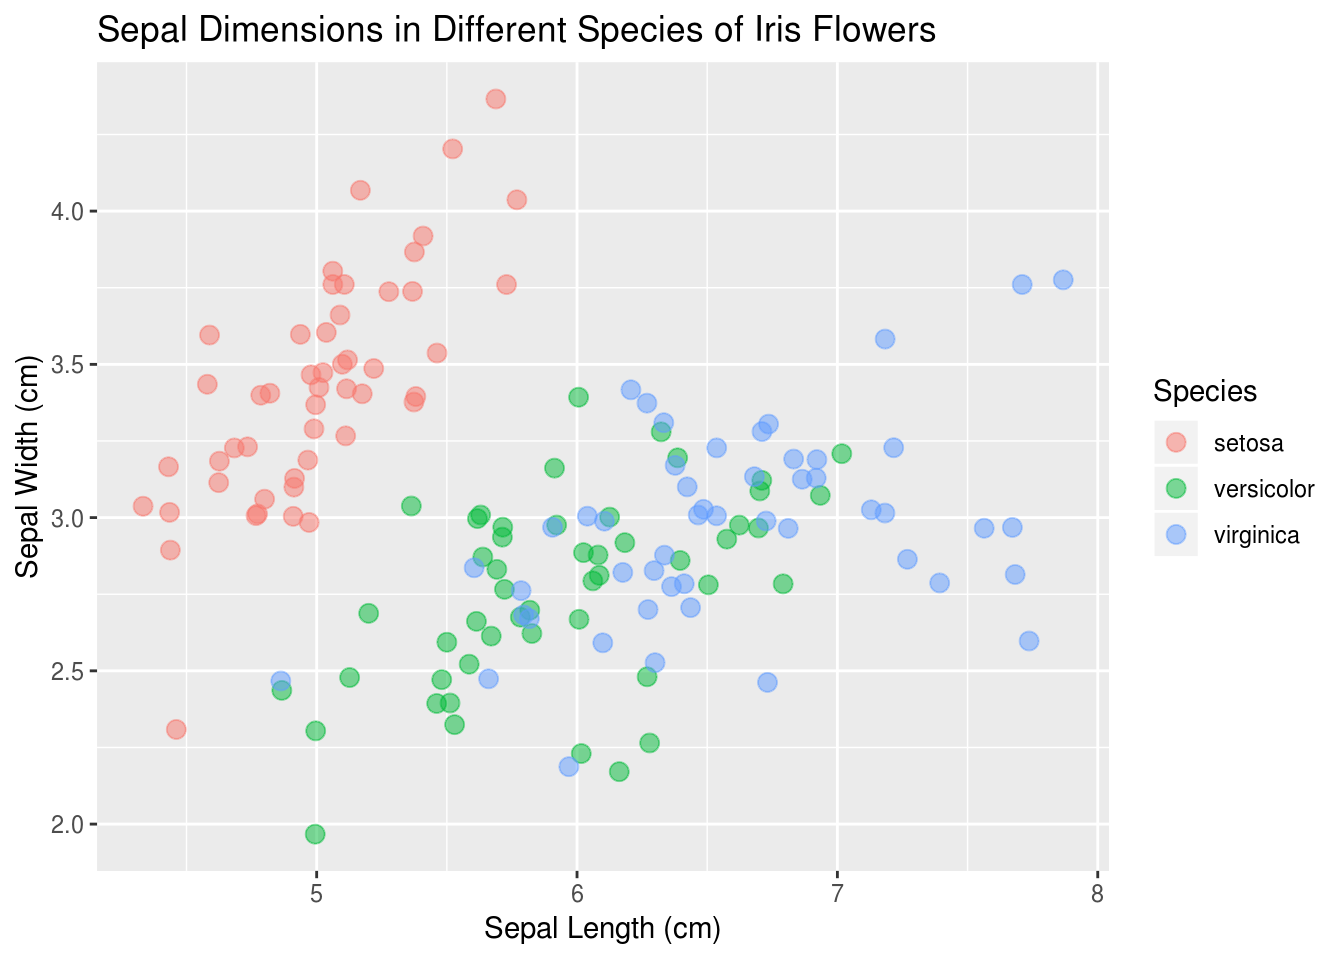 Sepal Dimensions in Different Species of Iris Flowers
4.0
3.5
3.0
2.5
2.0
Sepal Width (cm)
5 6 7 8
Sepal Length (cm)
Species
setosa
versicolor
virginica